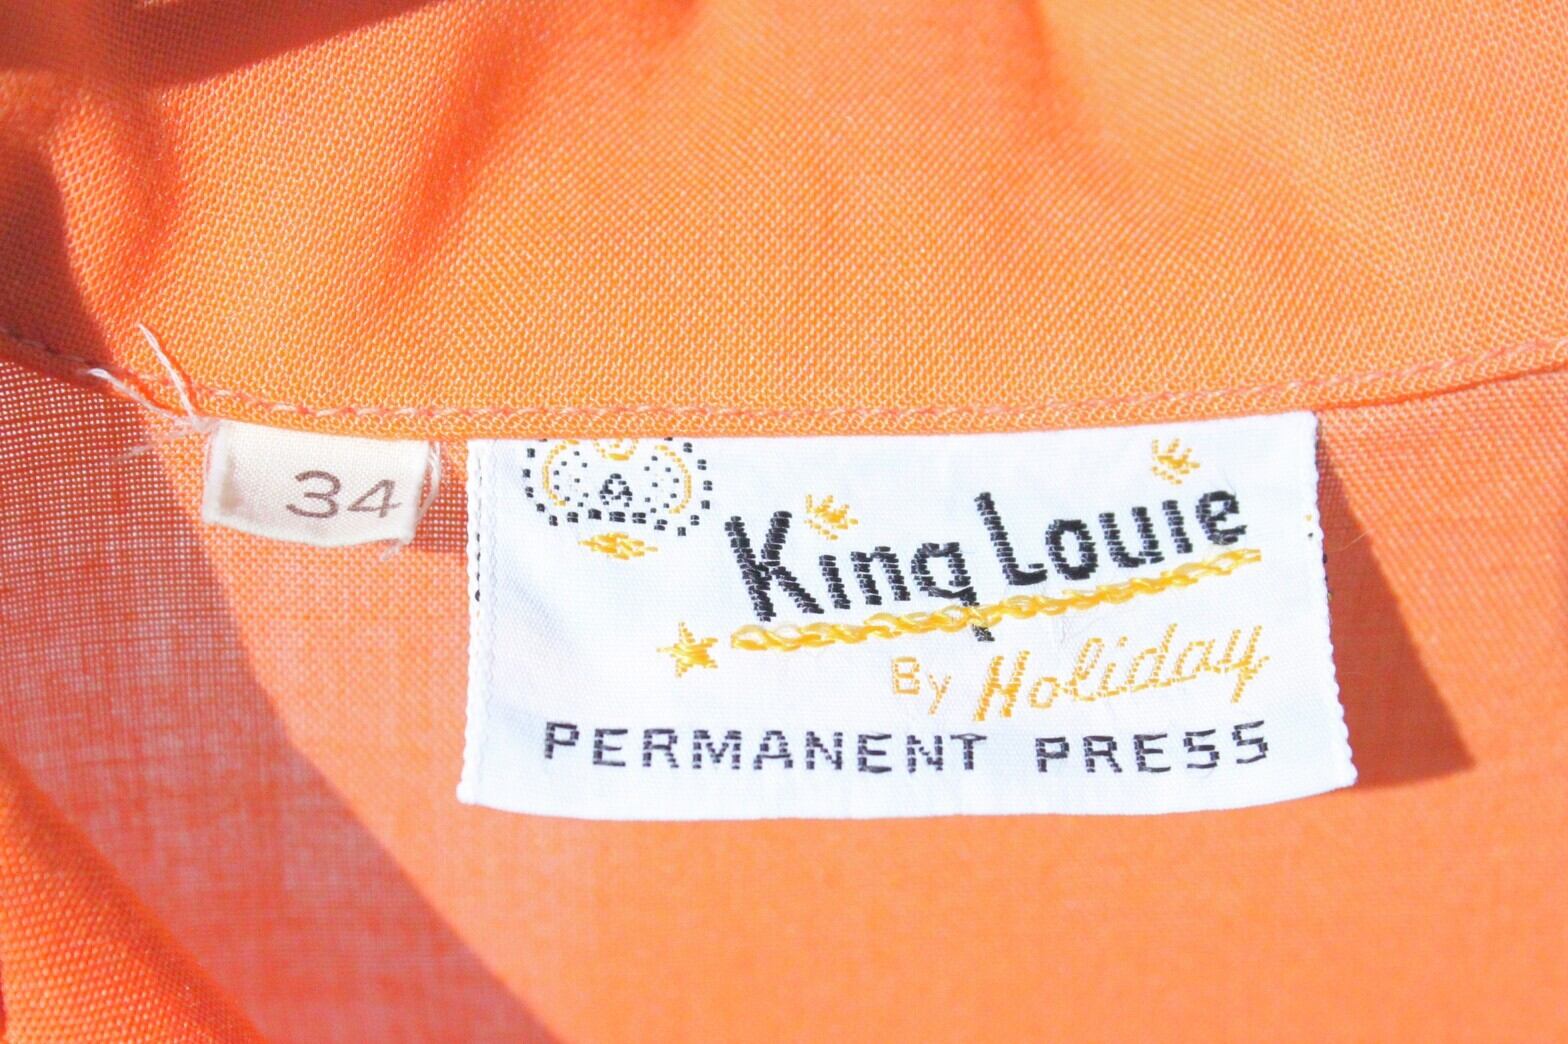 34
King Louie
By Holiday
PERMANENT PRESS